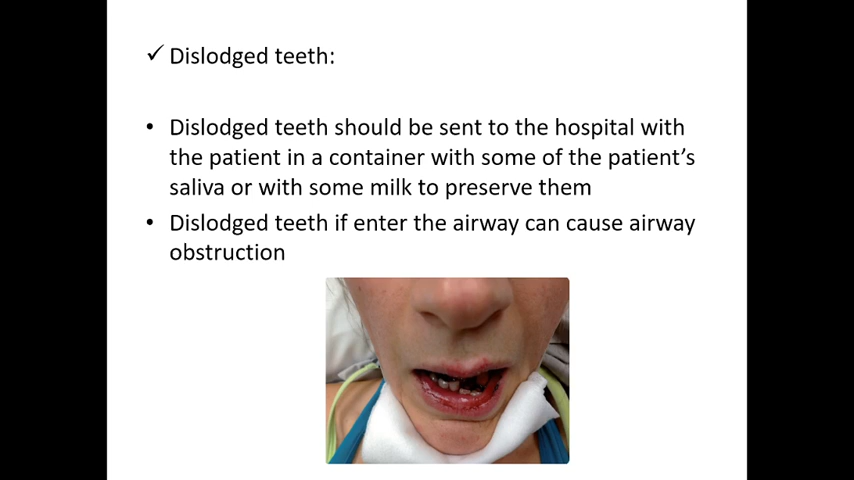 ✓ Dislodged teeth:
• Dislodged teeth should be sent to the hospital with
the patient in a container with some of the patient’s
saliva or with some milk to preserve them
• Dislodged teeth if enter the airway can cause airway
obstruction